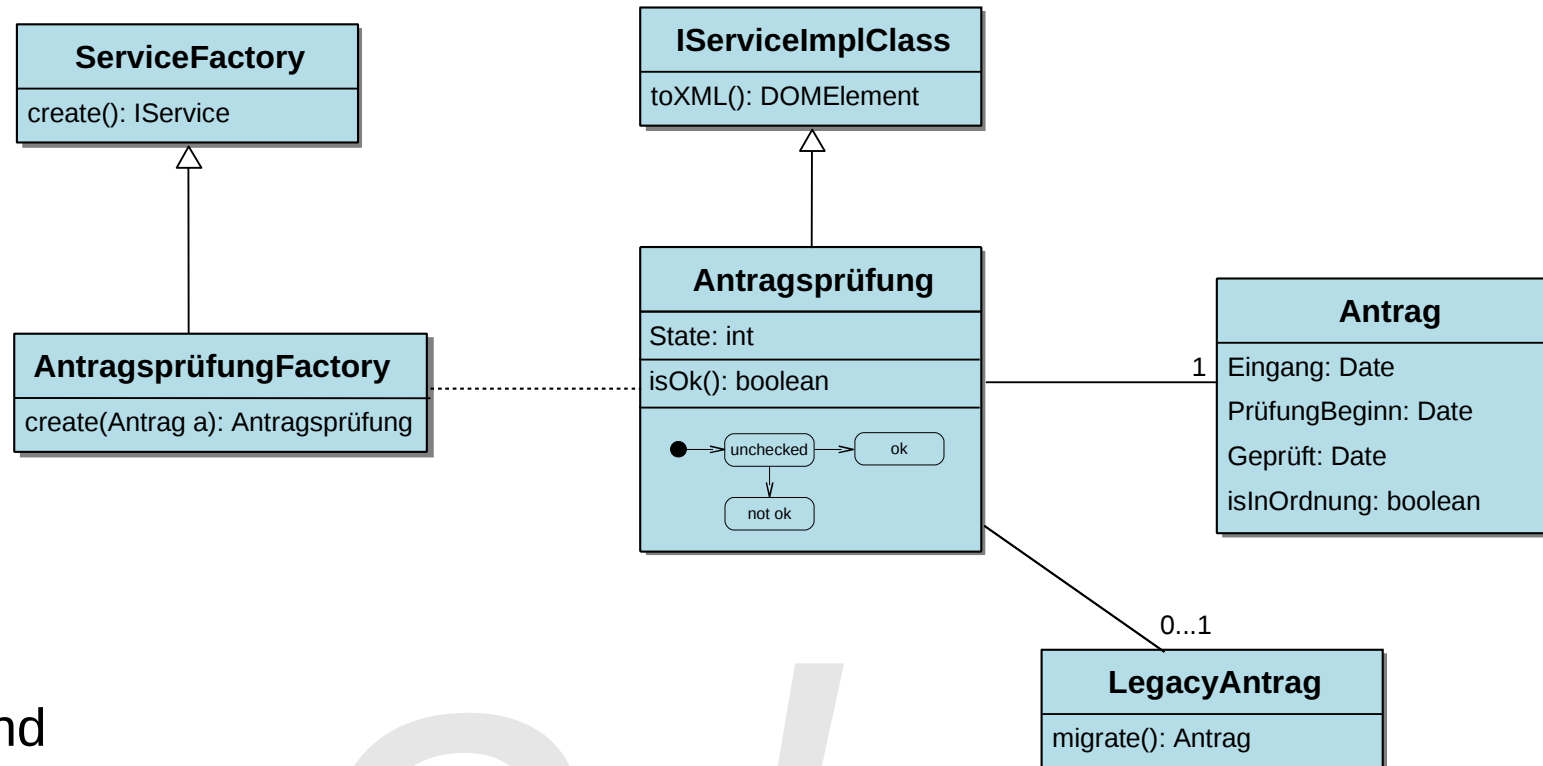 ServiceFactory
create(): IService
IServiceImplClass
toXML(): DOMElement
AntragsprüfungFactory
create(Antrag a): Antragsprüfung
Antragsprüfung
State: int
isOk(): boolean
unchecked
ok
not ok
1
Antrag
Eingang: Date
PrüfungBeginn: Date
Geprüft: Date
isInOrdnung: boolean
0...1
LegacyAntrag
migrate(): Antrag
nd